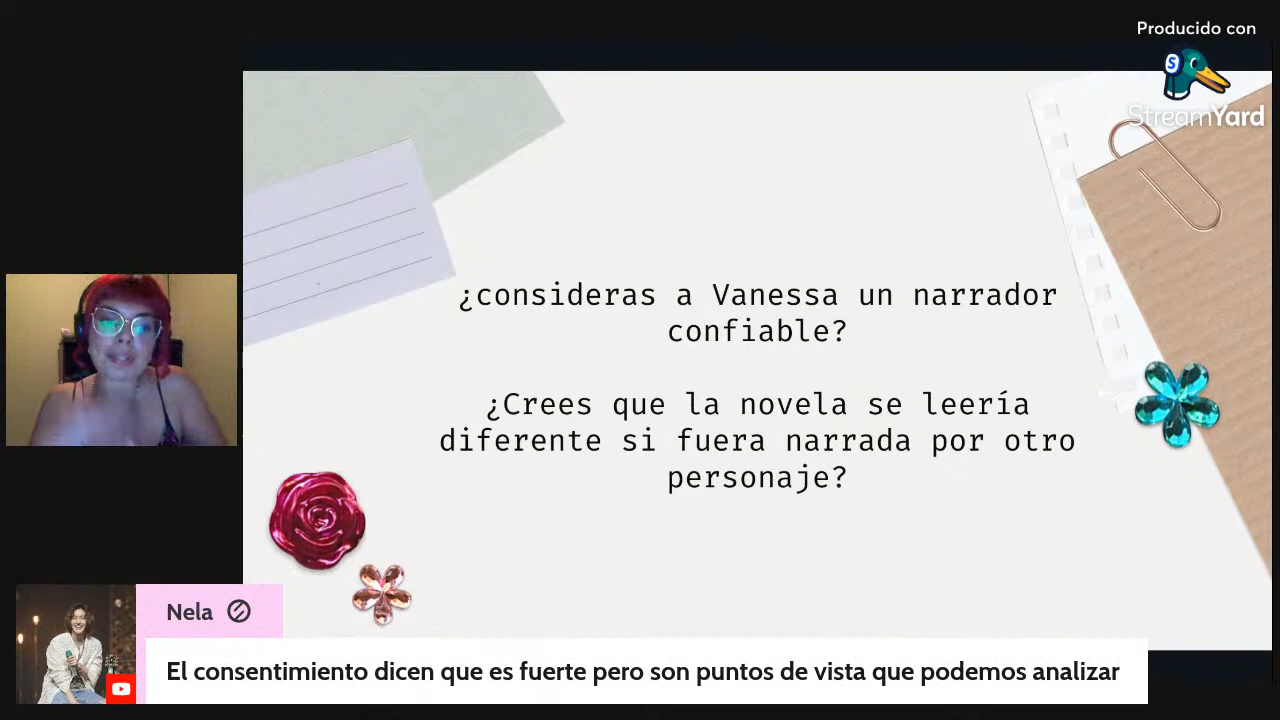 Producido con
StreamYard
¿consideras a Vanessa un narrador
confiable?
¿Crees que la novela se leería
diferente si fuera narrada por otro
personaje?
Nela
El consentimiento dicen que es fuerte pero son puntos de vista que podemos analizar